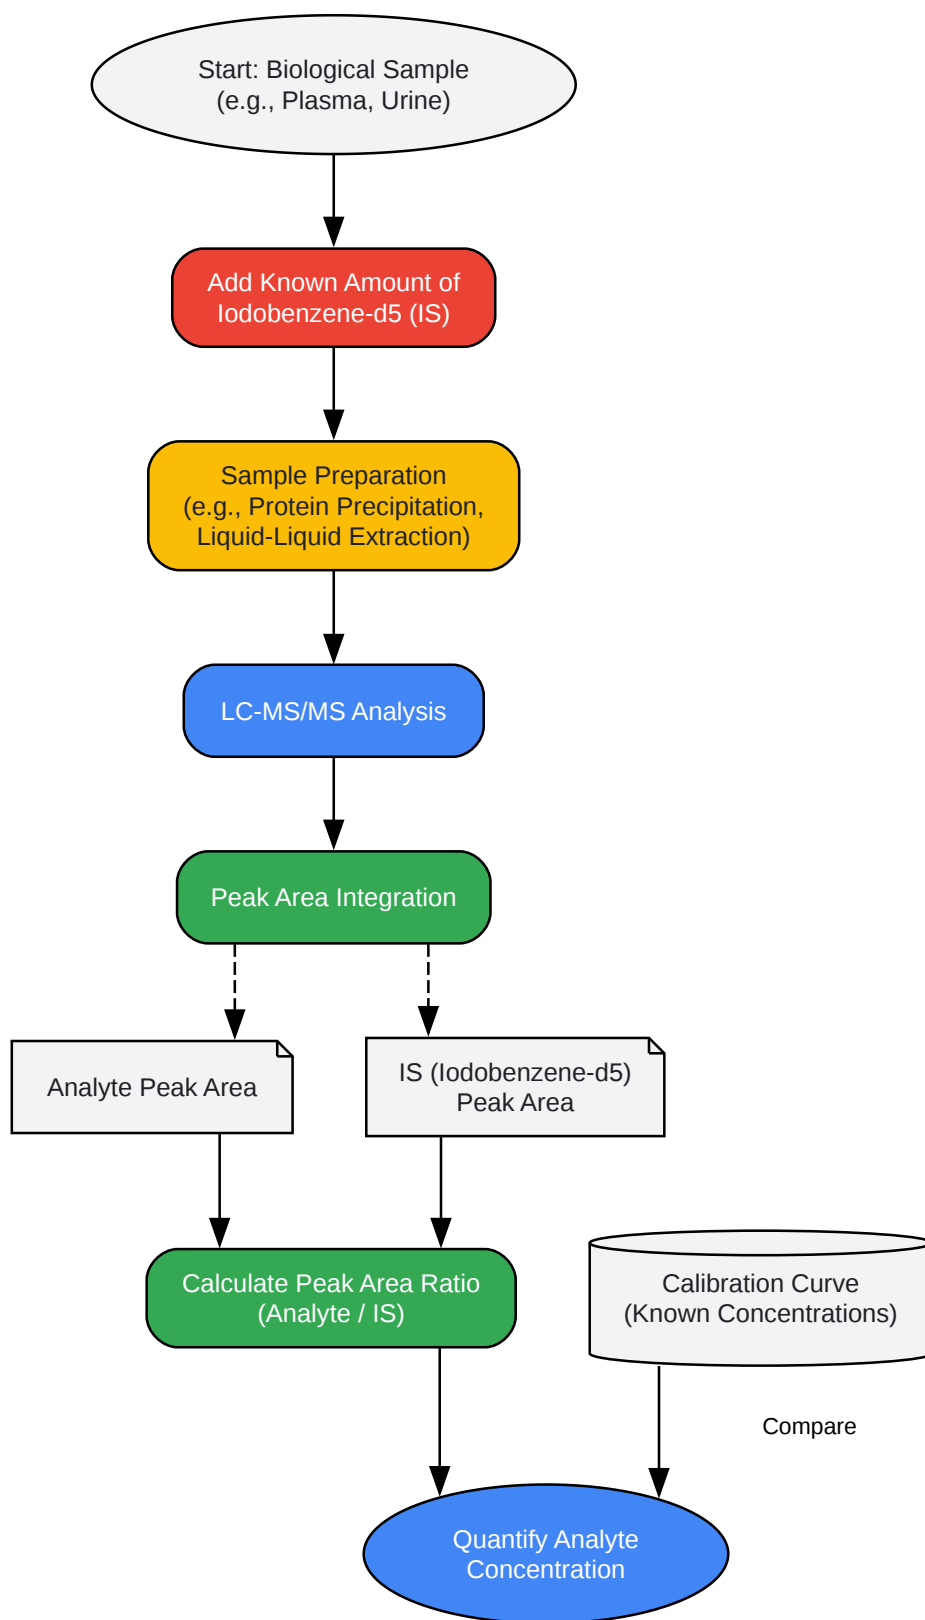 Start: Biological Sample
(e.g., Plasma, Urine)
Add Known Amount of
Iodobenzene-d5 (IS)
Sample Preparation
(e.g., Protein Precipitation,
Liquid-Liquid Extraction)
LC-MS/MS Analysis
Peak Area Integration
Analyte Peak Area
IS (Iodobenzene-d5)
Peak Area
Calculate Peak Area Ratio
(Analyte / IS)
Calibration Curve
(Known Concentrations)
Compare
Quantify Analyte
Concentration